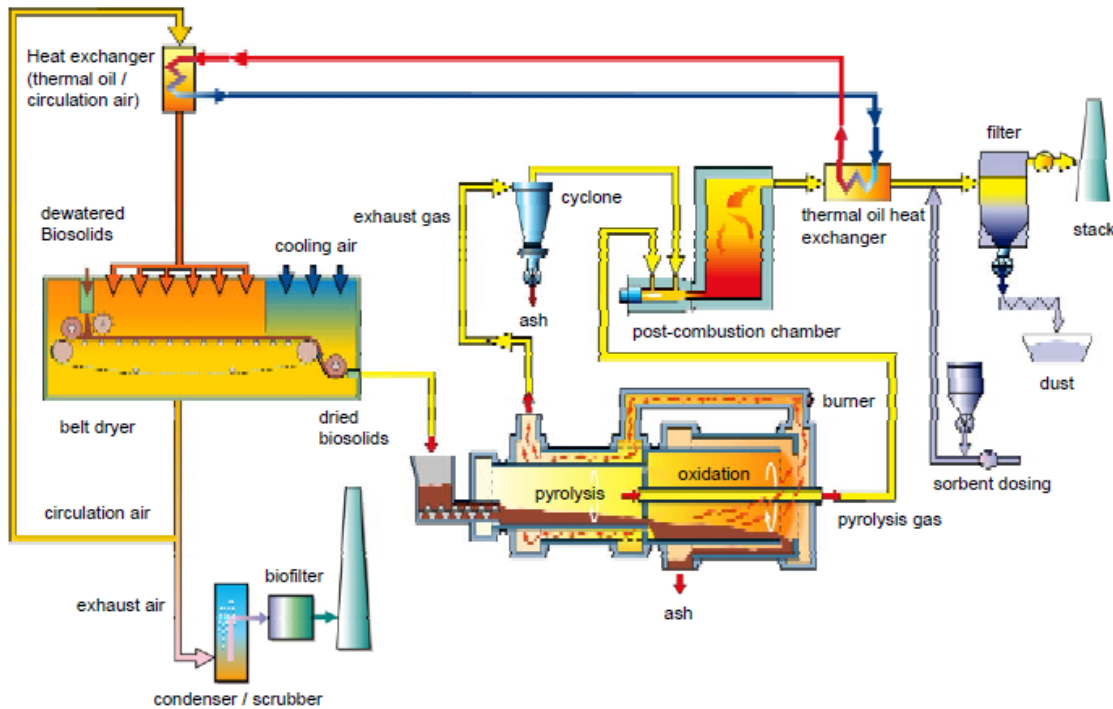 Heat exchanger
(thermal oil /
circulation air)
dewatered
Biosolids
cooling air
exhaust gas
cyclone
ash
post-combustion chamber
thermal oil heat
exchanger
filter
stack
dust
sorbent dosing
belt dryer
dried
biosolids
burner
pyrolysis
oxidation
pyrolysis gas
ash
circulation air
exhaust air
biofilter
condenser / scrubber